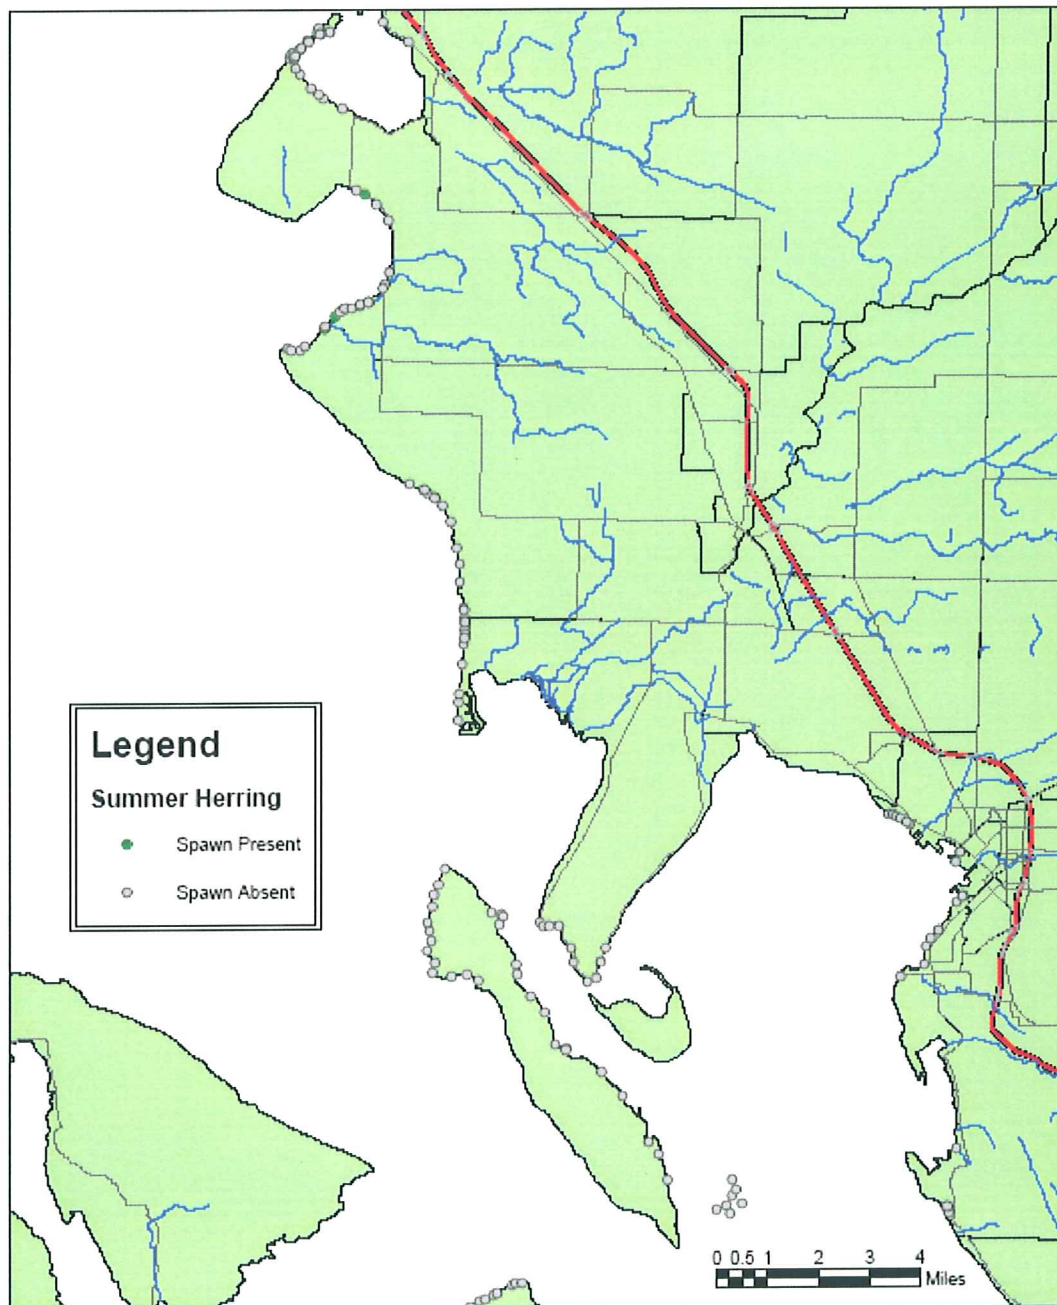 Legend
Summer Herring
Spawn Present
Spawn Absent
0 0.5 1 2 3 4
Miles